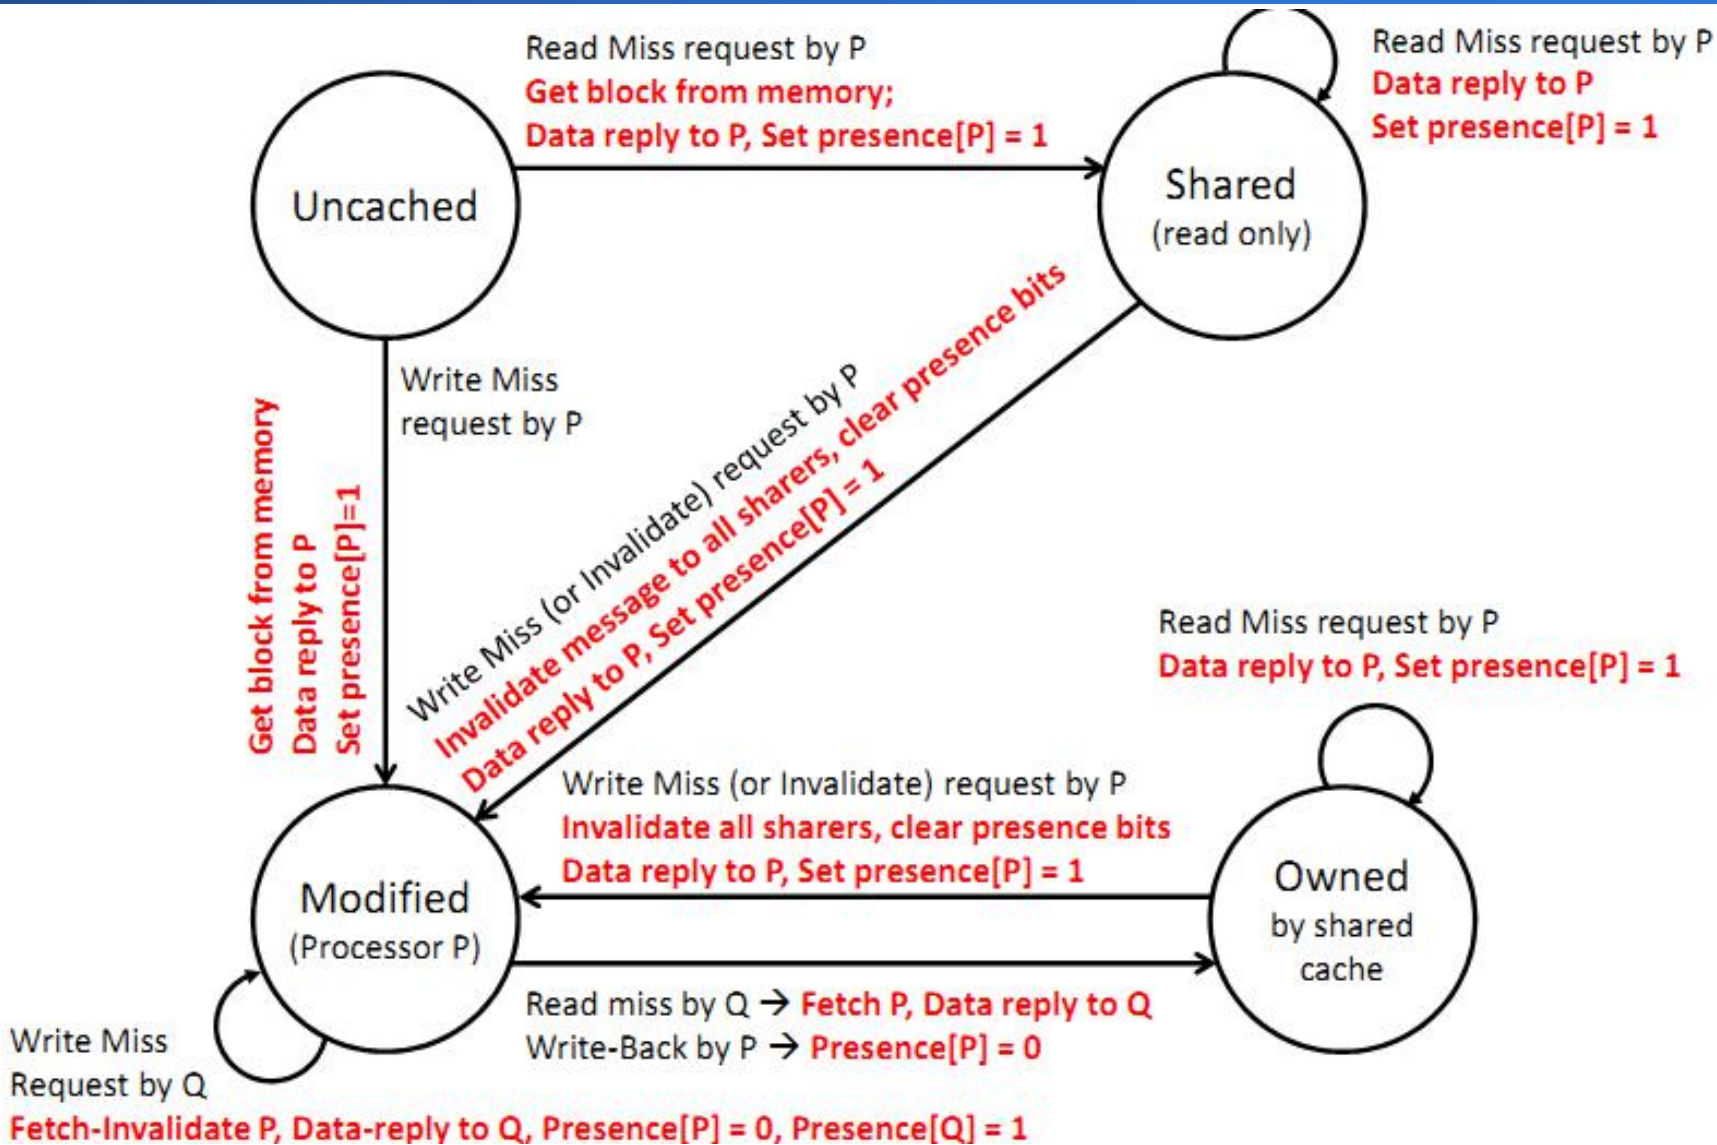 Read Miss request by P
Get block from memory;
Data reply to P, Set presence[P] = 1
Read Miss request by P
Data reply to P
Set presence[P] = 1
Uncached
Shared
(read only)
Write Miss
request by P
Get block from memory
Data reply to P
Set presence[P]=1
Write Miss (or Invalidate) request by P
Invalidate message to all sharers, clear presence bits
Data reply to P, Set presence[P] = 1
Read Miss request by P
Data reply to P, Set presence[P] = 1
Write Miss (or Invalidate) request by P
Invalidate all sharers, clear presence bits
Data reply to P, Set presence[P] = 1
Modified
(Processor P)
Owned
by shared
cache
Read miss by Q → Fetch P, Data reply to Q
Write-Back by P → Presence[P] = 0
Write Miss
Request by Q
Fetch-Invalidate P, Data-reply to Q, Presence[P] = 0, Presence[Q] = 1